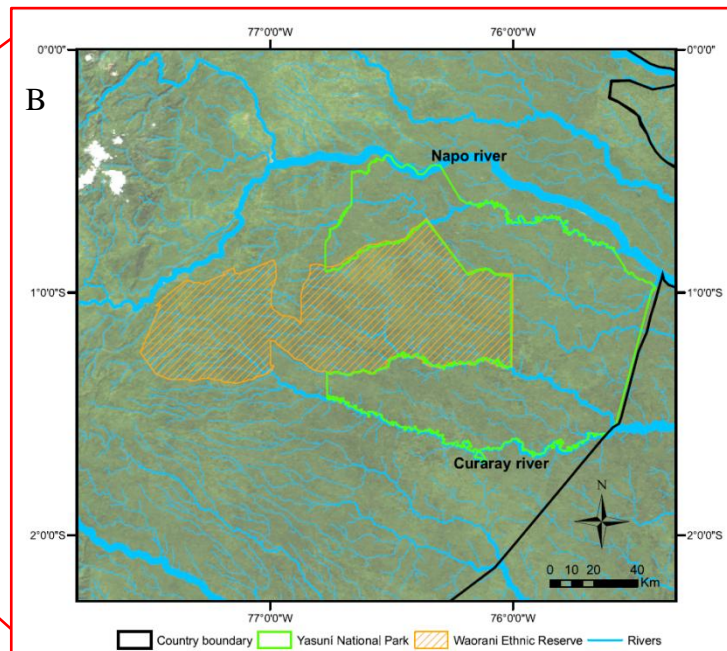 77°0'0"W 76°0'0"W
0°0'0" 0°0'0"
B
Napo river
1°0'0"S 1°0'0"S
Curaray river
N
2°0'0"S 2°0'0"S
0 10 20 40
Km
77°0'0"W 76°0'0"W
Country boundary Yasuní National Park Waorani Ethnic Reserve Rivers